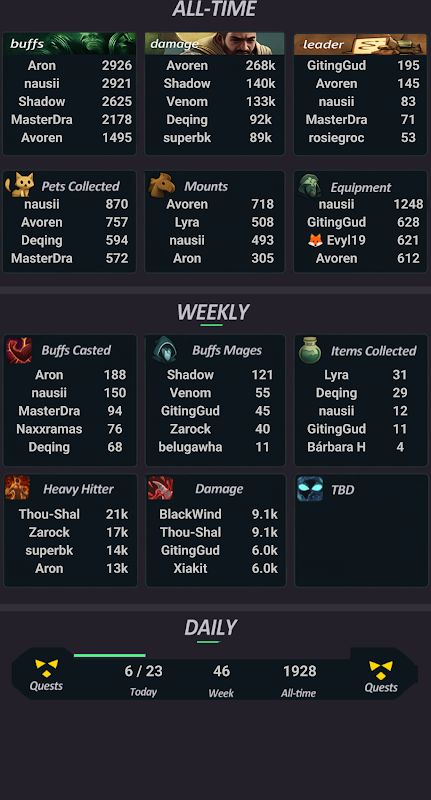 ALL-TIME
buffs
Aron 2926
nausii 2921
Shadow 2625
MasterDra 2178
Avoren 1495
damage
Avoren 268k
Shadow 140k
Venom 133k
Deqing 92k
superbk 89k
leader
GitingGud 195
Avoren 145
nausii 83
MasterDra 71
rosiegroc 53
Pets Collected
nausii 870
Avoren 757
Deqing 594
MasterDra 572
Mounts
Avoren 718
Lyra 508
nausii 493
Aron 305
Equipment
nausii 1248
GitingGud 628
🦊 Evyl19 621
Avoren 612
WEEKLY
Buffs Casted
Aron 188
nausii 150
MasterDra 94
Naxxramas 76
Deqing 68
Buffs Mages
Shadow 121
Venom 55
GitingGud 45
Zarock 40
belugawha 11
Items Collected
Lyra 31
Deqing 29
nausii 12
GitingGud 11
Bárbara H 4
Heavy Hitter
Thou-Shal 21k
Zarock 17k
superbk 14k
Aron 13k
Damage
BlackWind 9.1k
Thou-Shal 9.1k
GitingGud 6.0k
Xiakit 6.0k
TBD
DAILY
Quests
6 / 23
Today
46
Week
1928
All-time
Quests